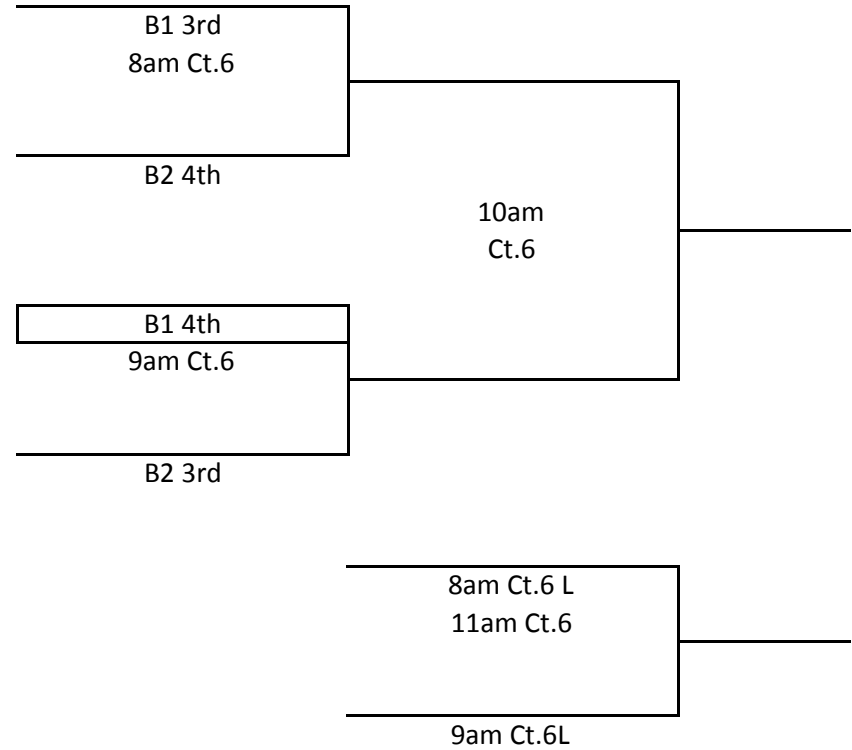 B1 3rd
8am Ct.6
B2 4th
10am
Ct.6
B1 4th
9am Ct.6
B2 3rd
8am Ct.6 L
11am Ct.6
9am Ct.6L